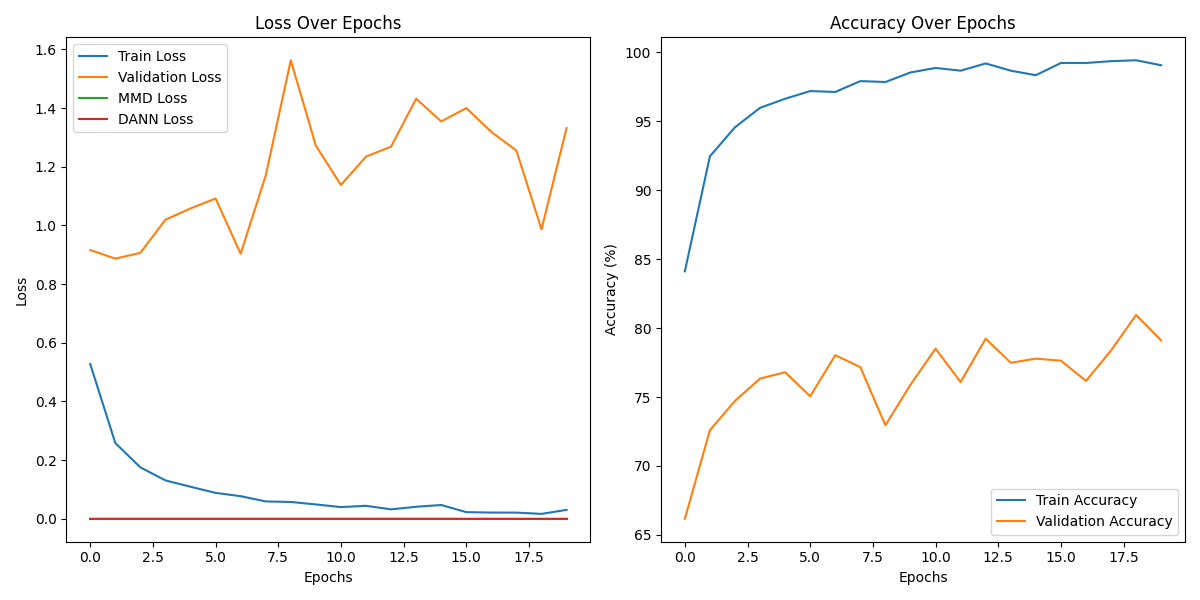 Loss Over Epochs
Train Loss
Validation Loss
MMD Loss
DANN Loss
1.6
1.4
1.2
1.0
0.8
0.6
0.4
0.2
0.0
Loss
0.0 2.5 5.0 7.5 10.0 12.5 15.0 17.5
Epochs
Accuracy Over Epochs
100
95
90
85
80
75
70
65
Accuracy (%)
Train Accuracy
Validation Accuracy
0.0 2.5 5.0 7.5 10.0 12.5 15.0 17.5
Epochs